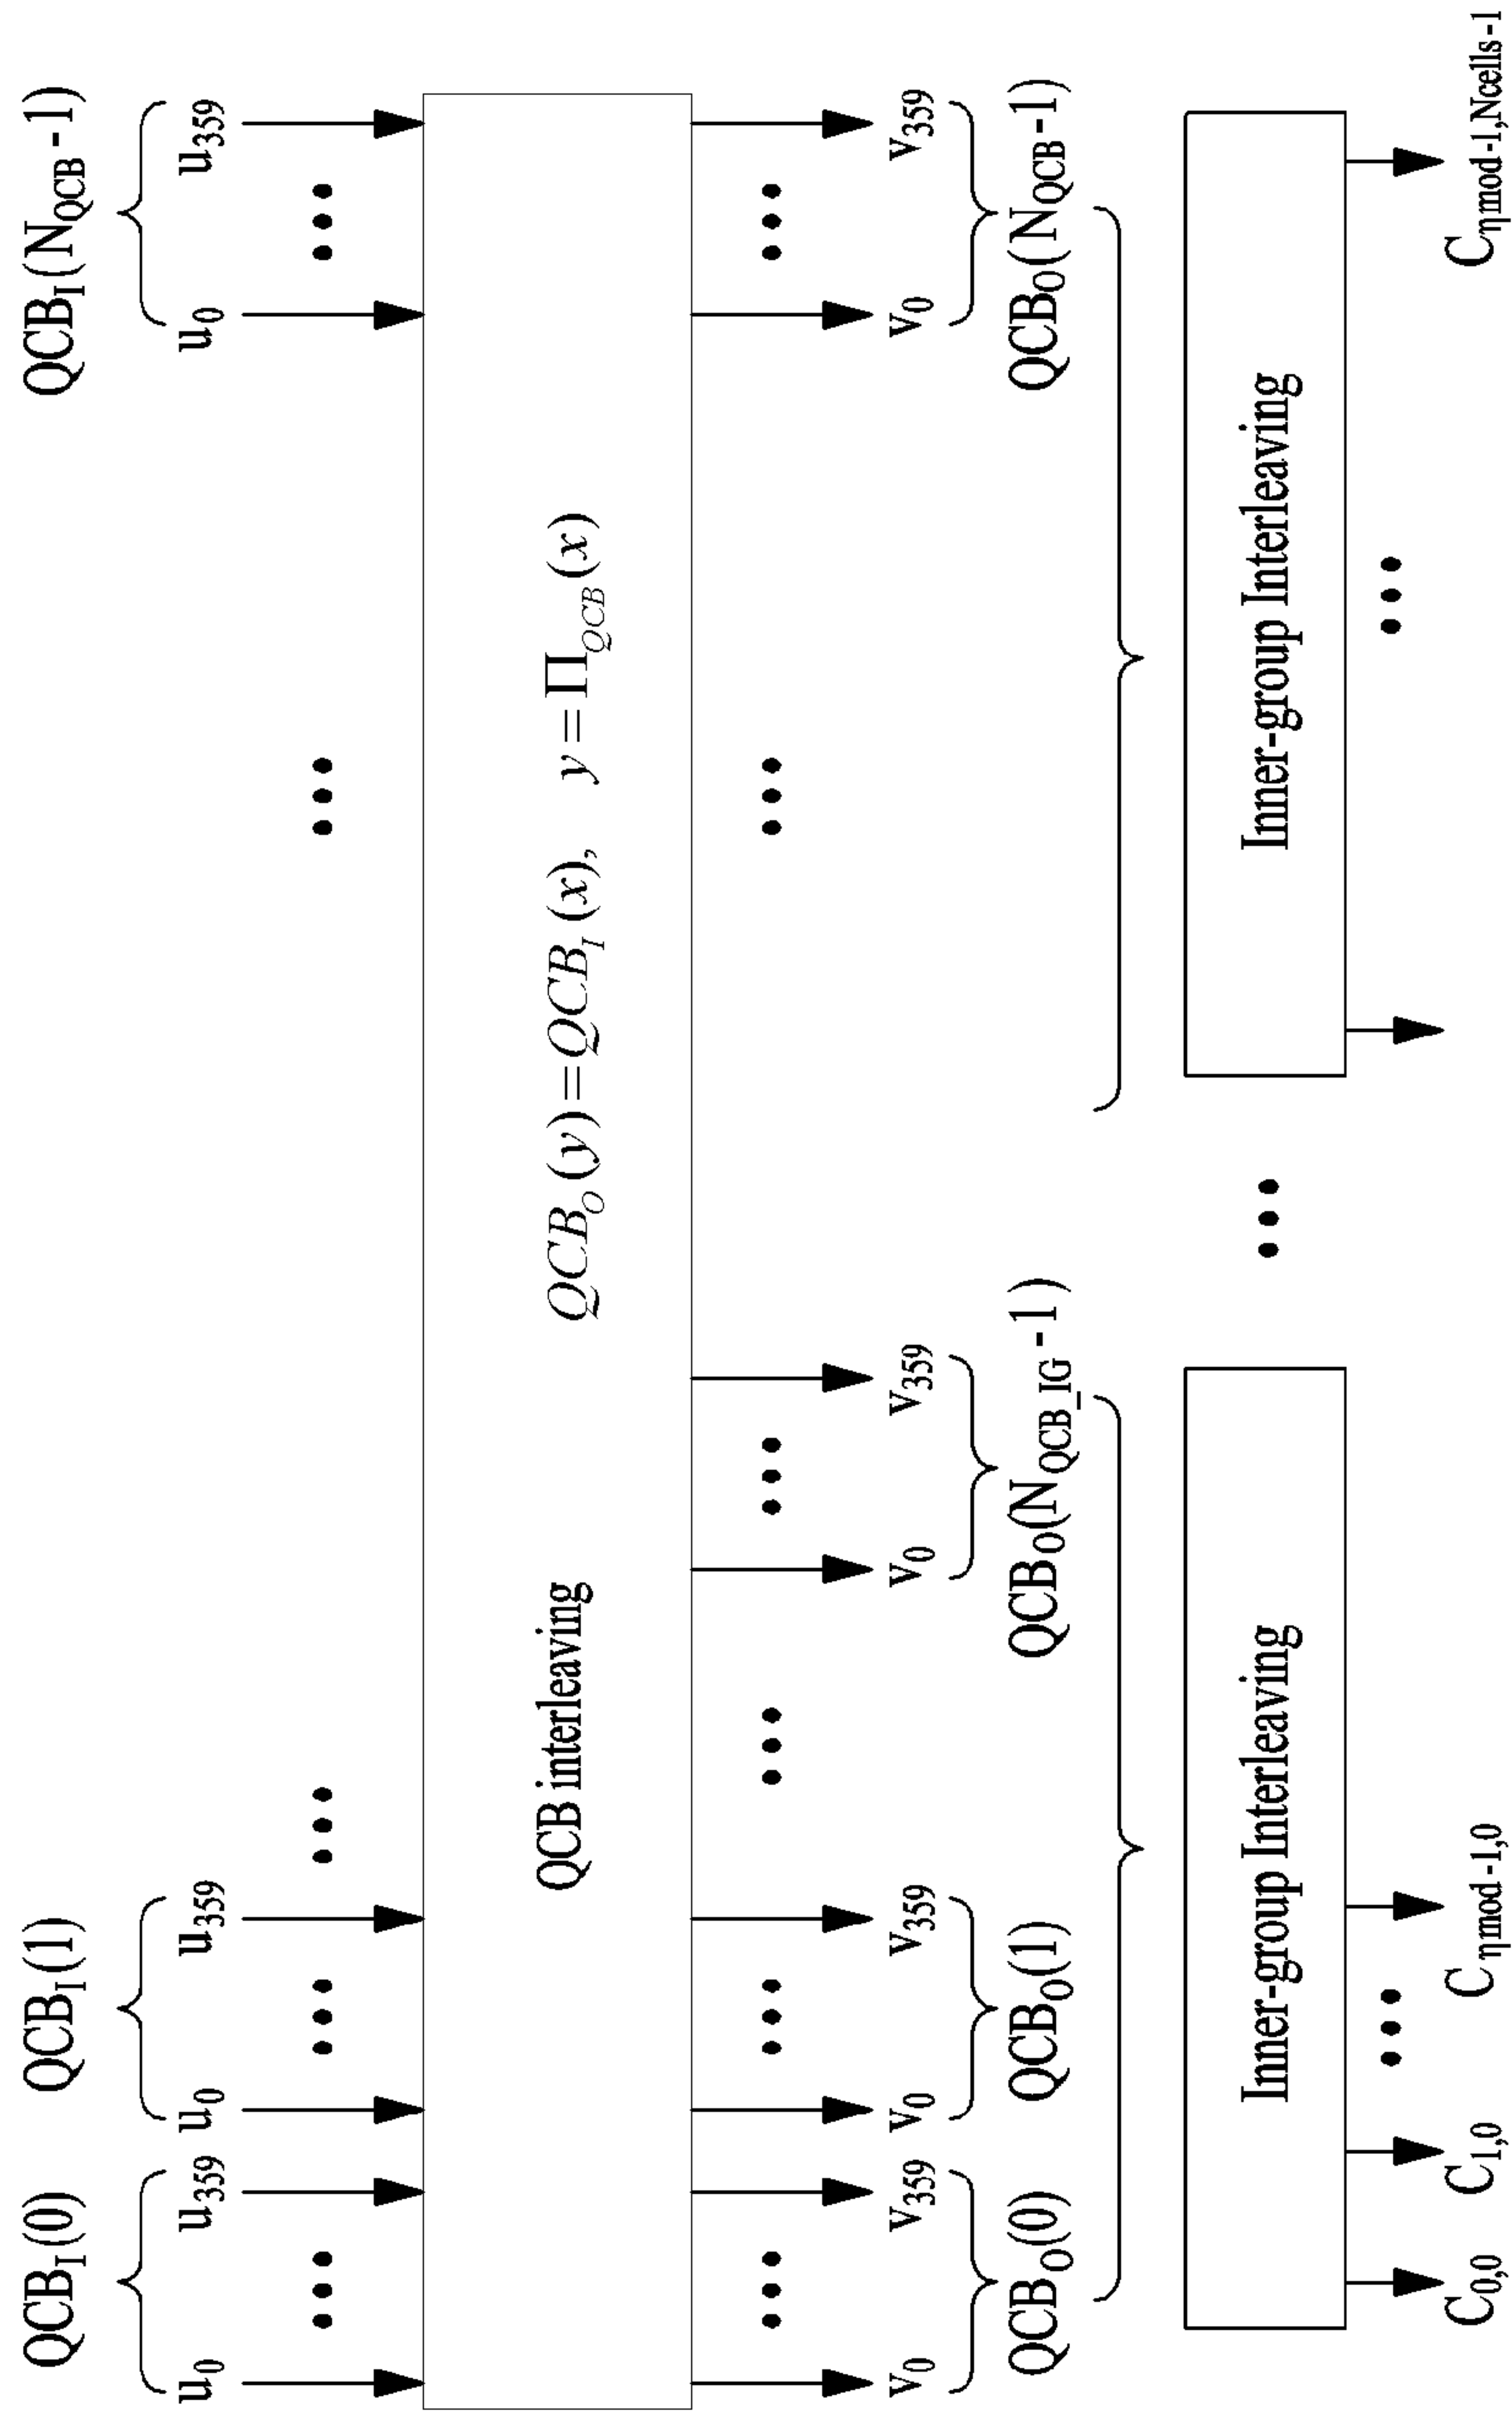 QCB_I(0) QCB_I(1) QCB_I(N_QCB-1)
u_0 ••• u_359 u_0 ••• u_359 ••• ••• u_0 ••• u_359
QCB interleaving QCB_O(y)=QCB_I(x), y=Π_QCB(x)
v_0 ••• v_359 v_0 ••• v_359 ••• v_0 ••• v_359 ••• v_0 ••• v_359
QCB_O(0) QCB_O(1) QCB_O(N_QCB_IG-1) QCB_O(N_QCB-1)
Inner-group Interleaving ••• Inner-group Interleaving
C_0,0 C_1,0 ••• C_ηmod-1,0 ••• C_ηmod-1,Ncells-1